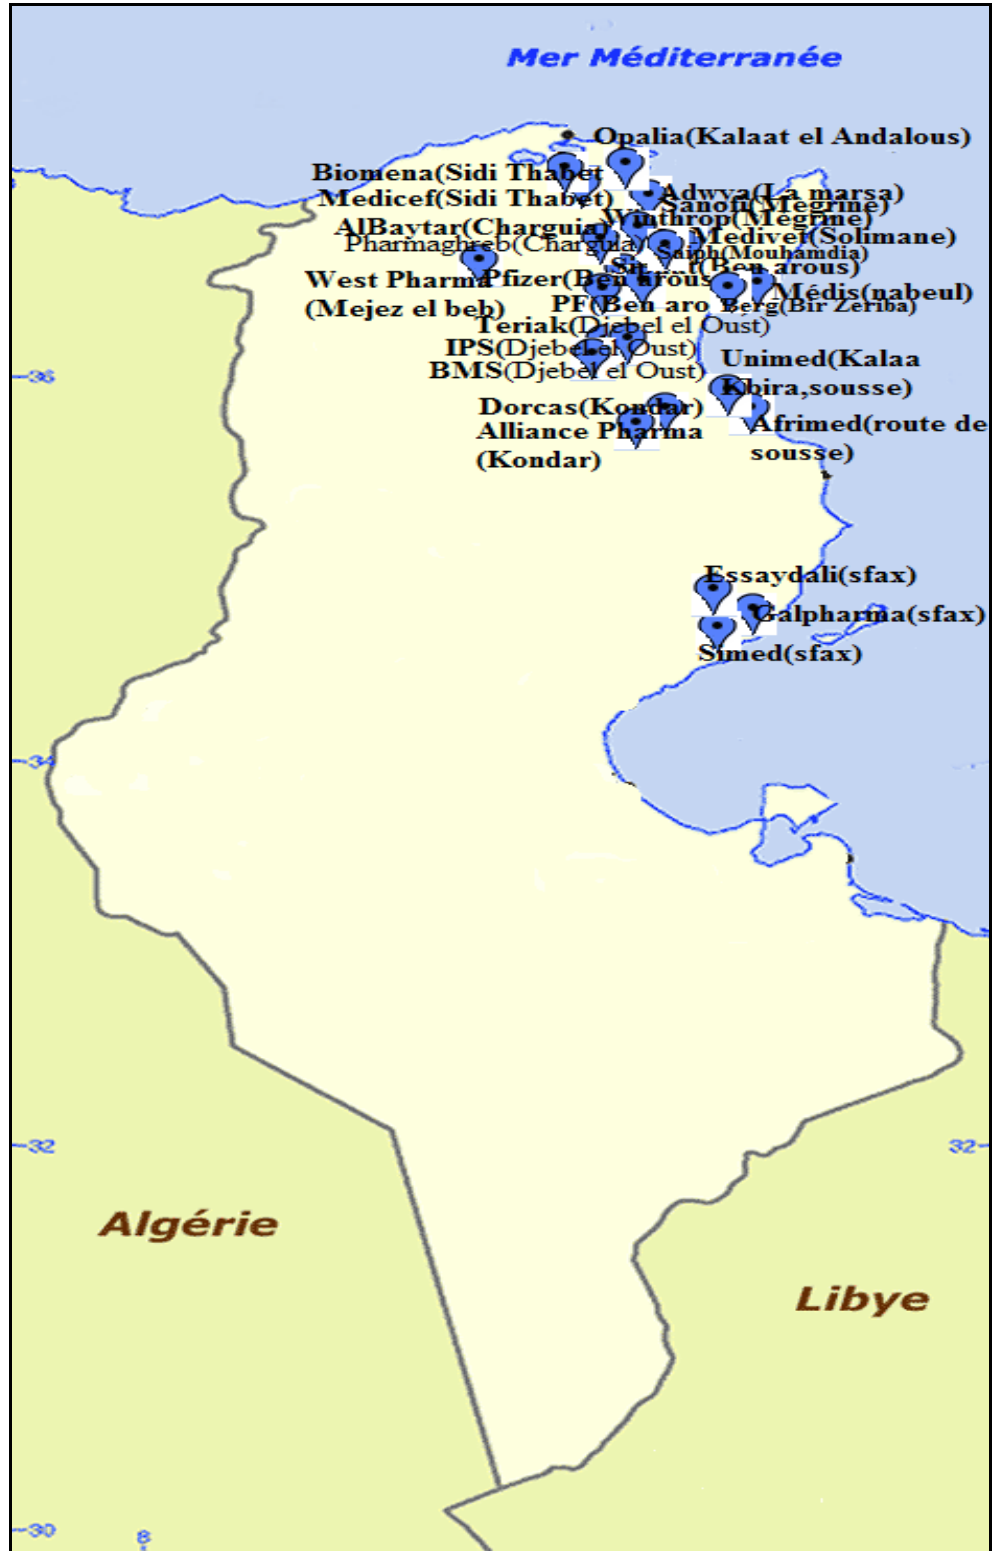 Mer Méditerranée
Opalia(Kalaat el Andalous)
Biomena(Sidi Thabet
Medicef(Sidi Thabet)
Adwya(La marsa)
Sanofi(Megrine)
Winthrop(Megrine)
AlBaytar(Charguia)
Medivet(Solimane)
Pharmaghreb(Charguia)
Saiph(Mouhamdia)
(Ben arous)
West Pharma
(Mejez el beb)
Pfizer(Ben arous
Médis(nabeul)
PF(Ben aro
Berg(Bir Zeriba)
Teriak(Djebel el Oust)
IPS(Djebel el Oust)
BMS(Djebel el Oust)
Unimed(Kalaa
Kbira,sousse)
-36
Dorcas(Kondar)
Alliance Pharma
(Kondar)
Afrimed(route de
sousse)
Essaydali(sfax)
Galpharma(sfax)
Simed(sfax)
-34
-32
32-
Algérie
Libye
-30
8